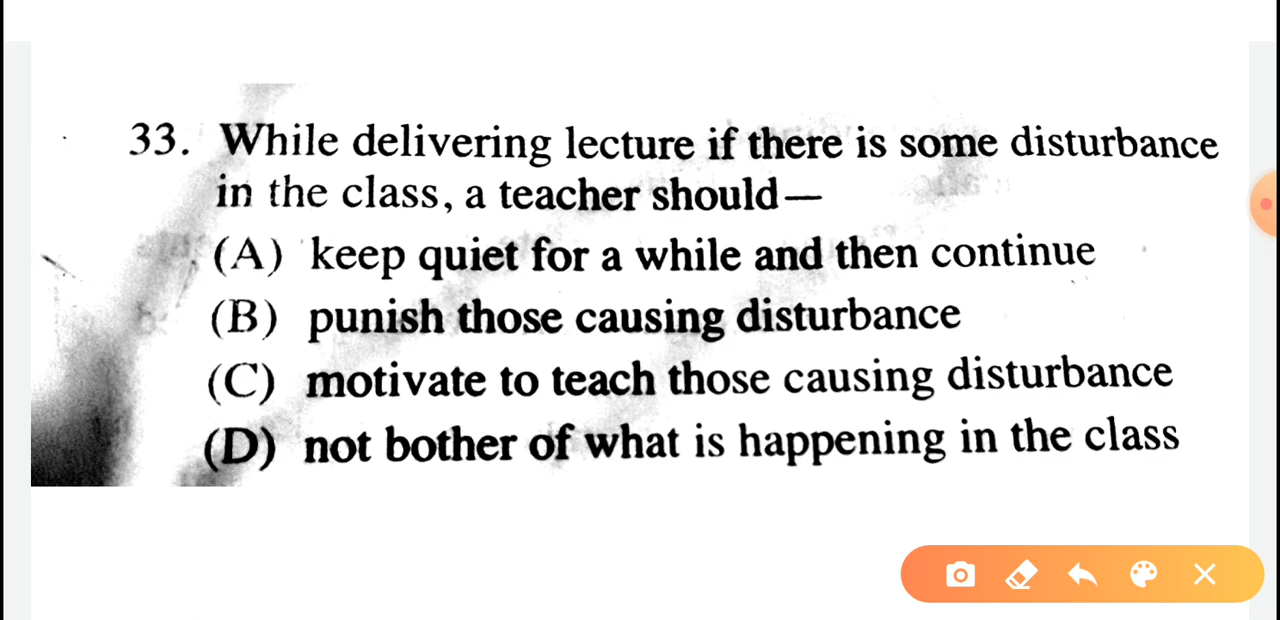 33. While delivering lecture if there is some disturbance
in the class, a teacher should—
(A) keep quiet for a while and then continue
(B) punish those causing disturbance
(C) motivate to teach those causing disturbance
(D) not bother of what is happening in the class